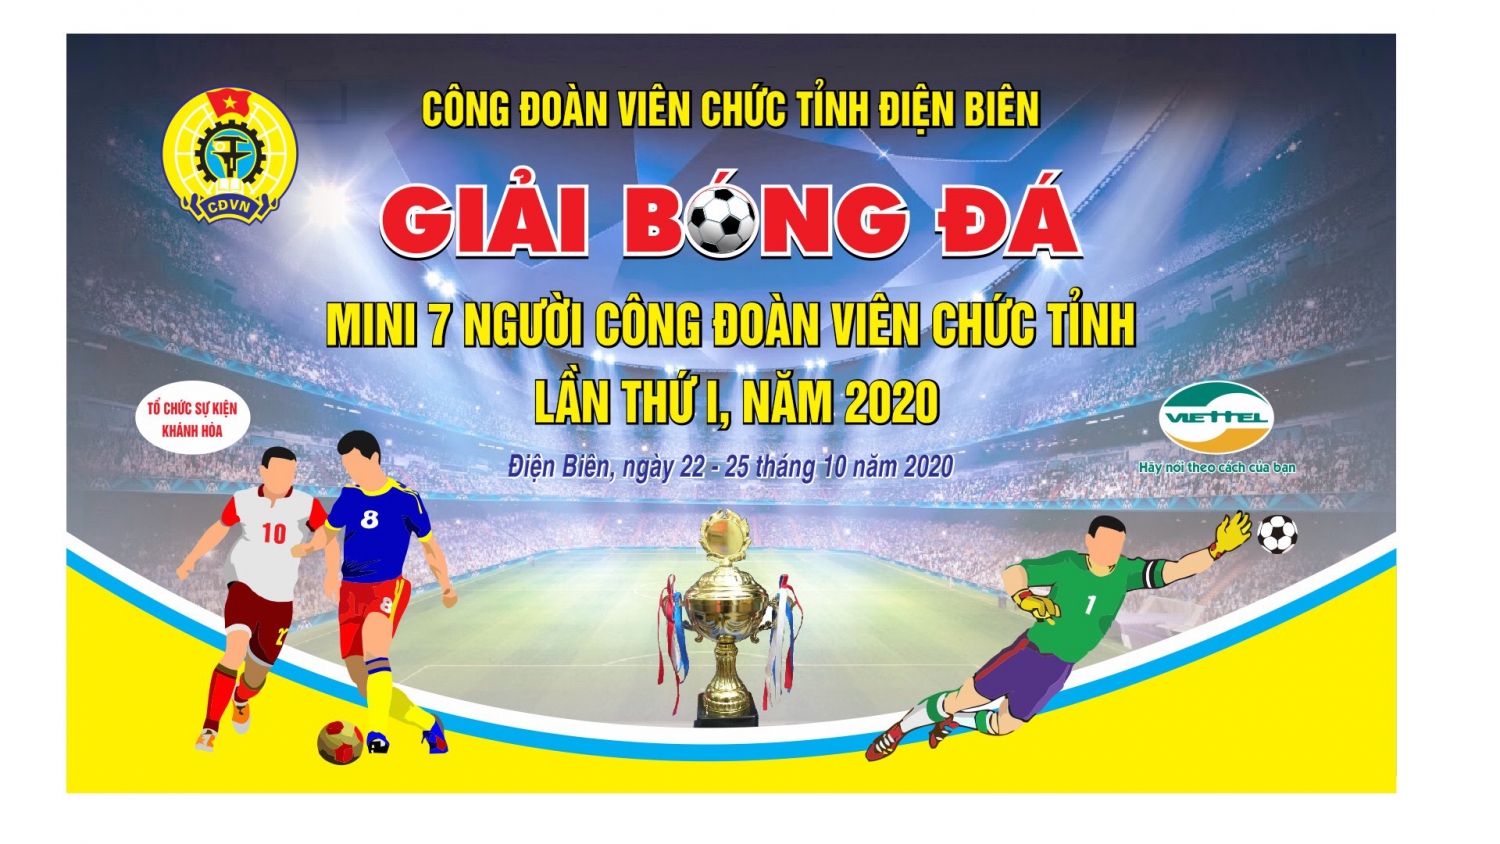 CÔNG ĐOÀN VIÊN CHỨC TỈNH ĐIỆN BIÊN
CĐVN
GIẢI BÓNG ĐÁ
MINI 7 NGƯỜI CÔNG ĐOÀN VIÊN CHỨC TỈNH
LẦN THỨ I, NĂM 2020
Điện Biên, ngày 22 - 25 tháng 10 năm 2020
TỔ CHỨC SỰ KIỆN
KHÁNH HÒA
VIETTEL
Hãy nói theo cách của bạn
10
8
8
22
1